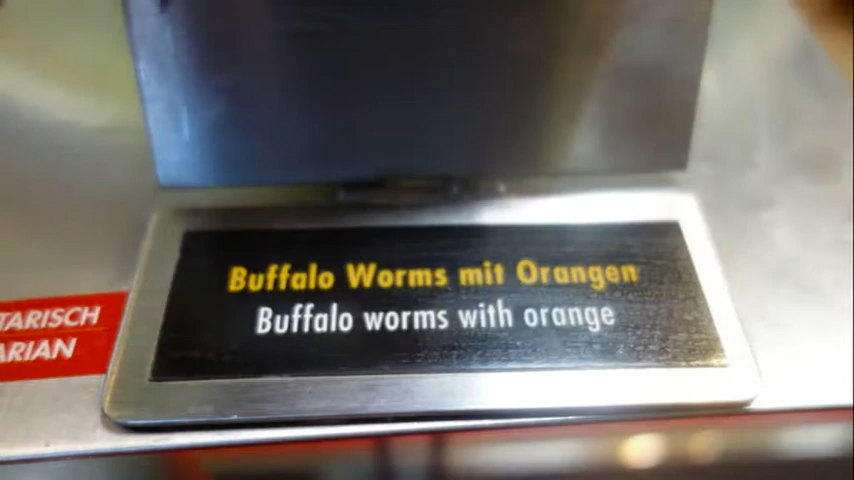 Buffalo Worms mit Orangen
Buffalo worms with orange
TARISCH
ARIAN